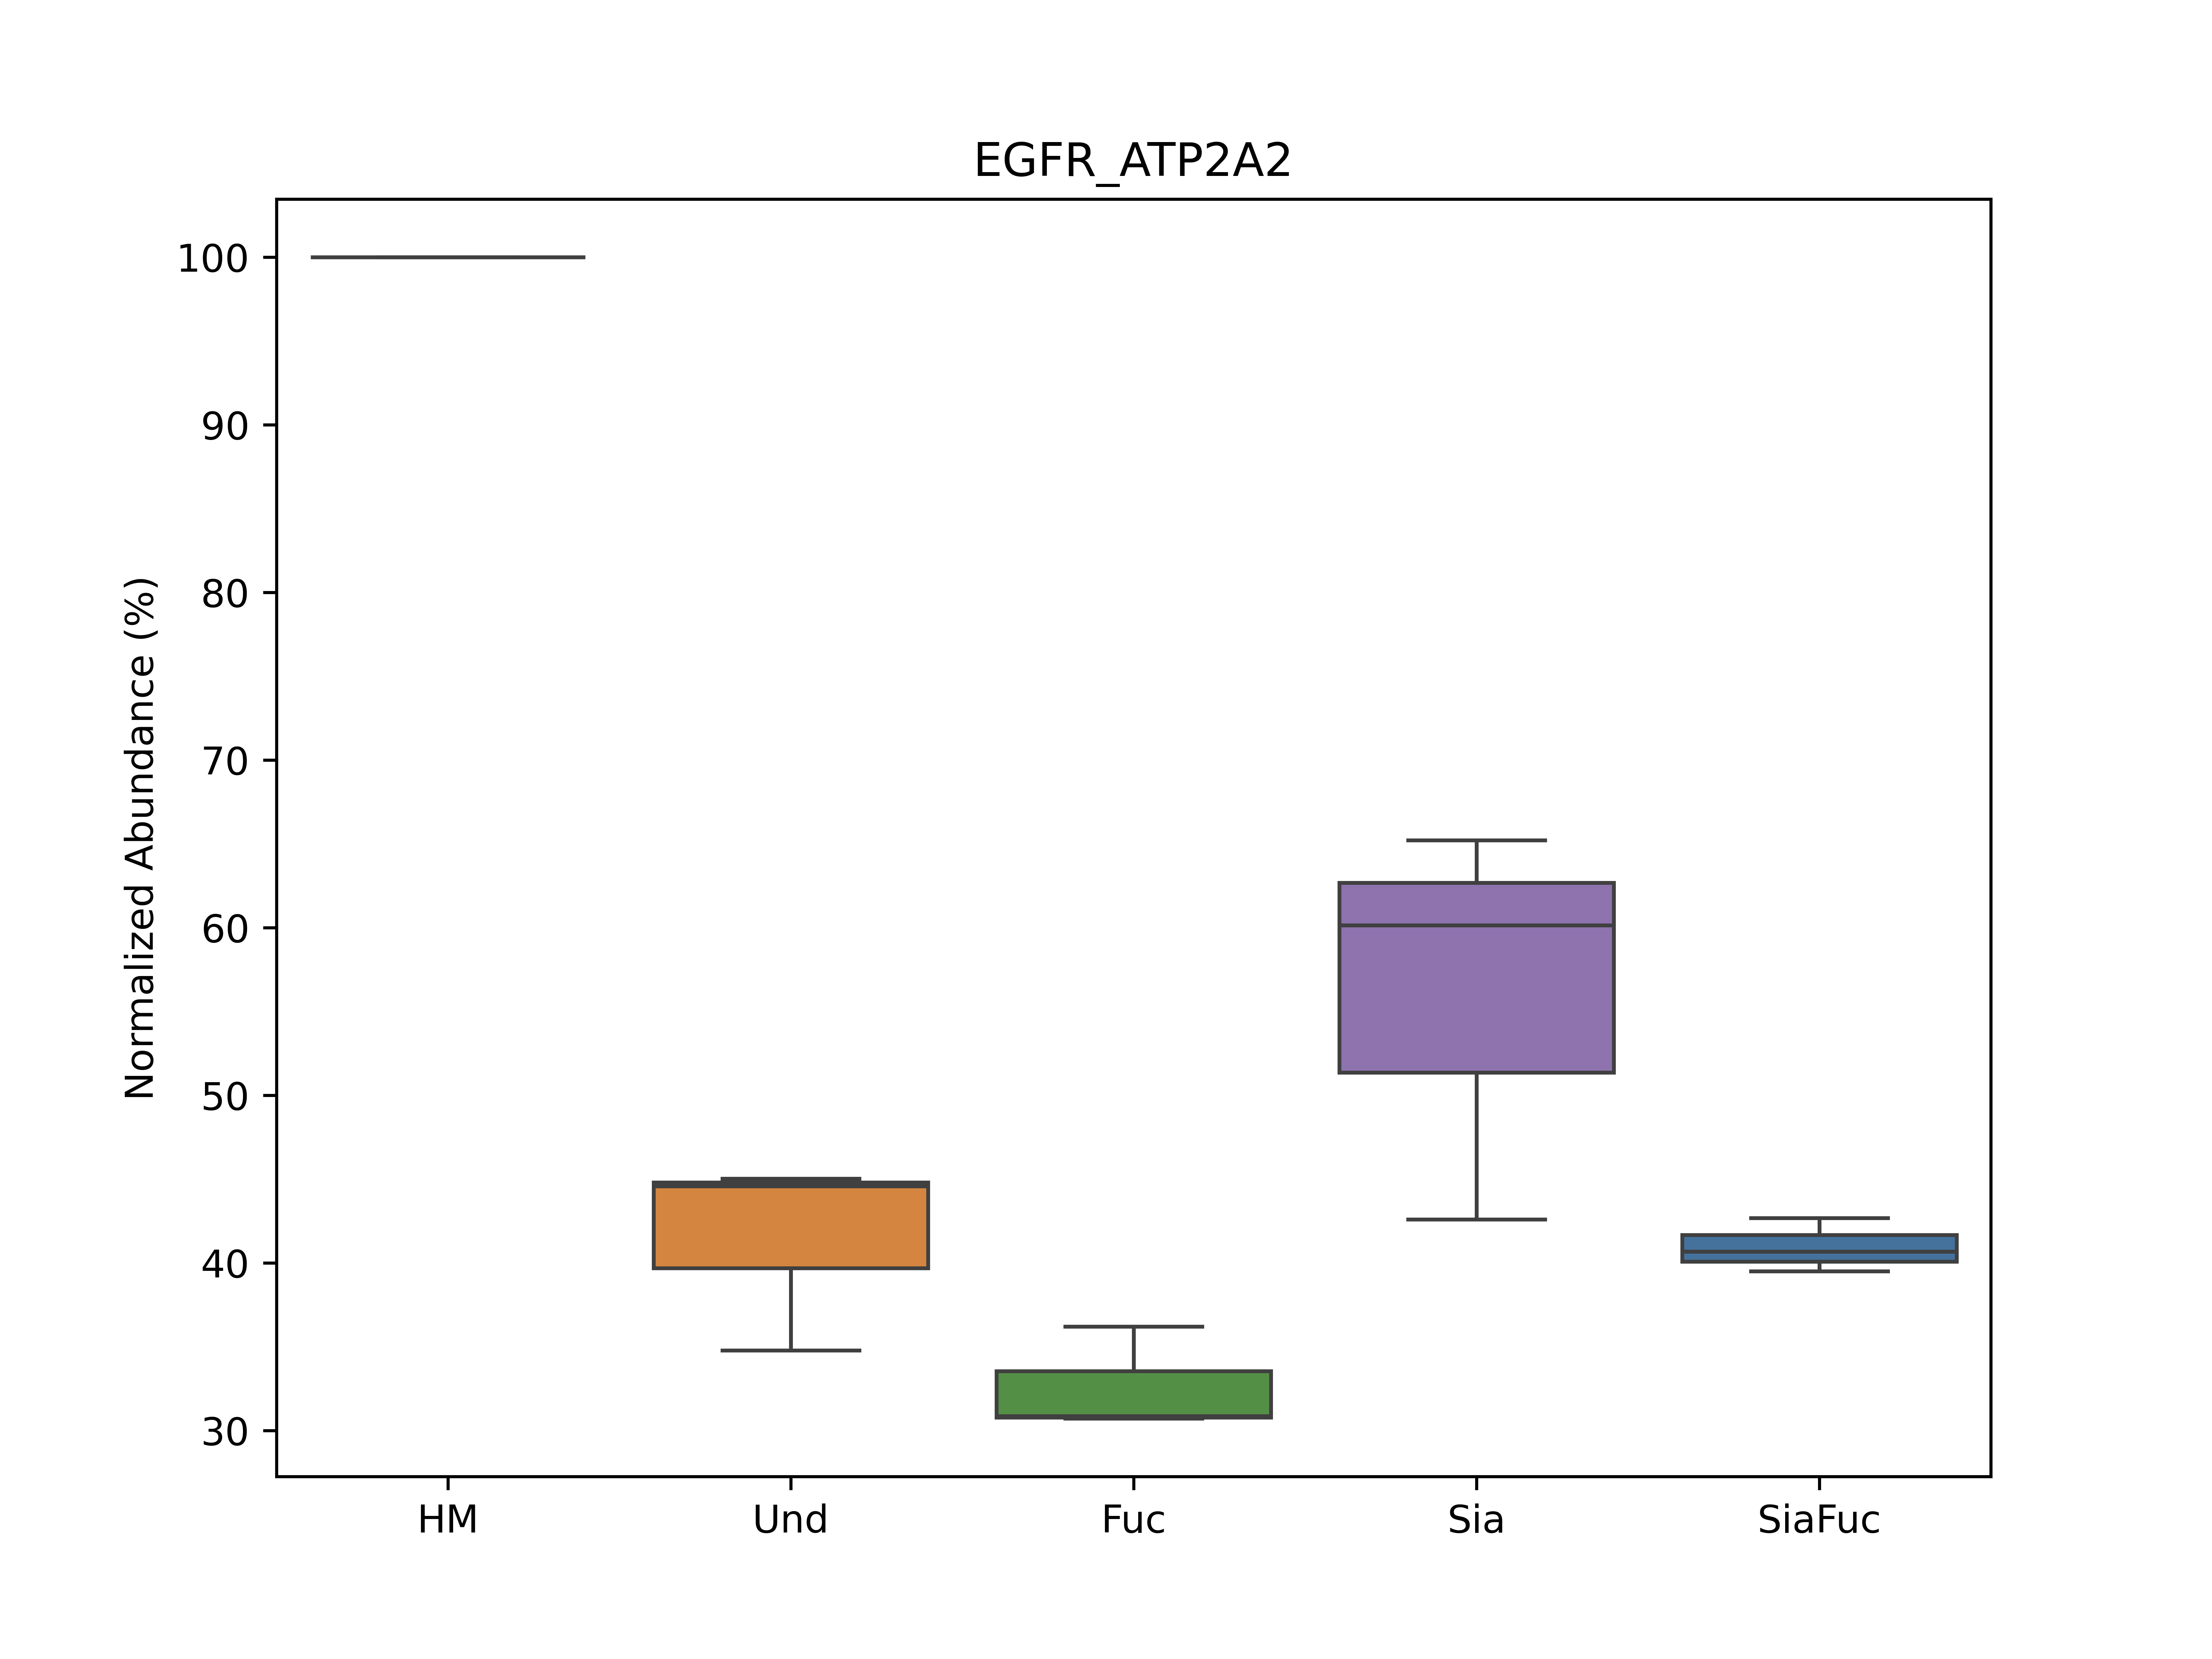 EGFR_ATP2A2
Normalized Abundance (%)
100
90
80
70
60
50
40
30
HM
Und
Fuc
Sia
SiaFuc